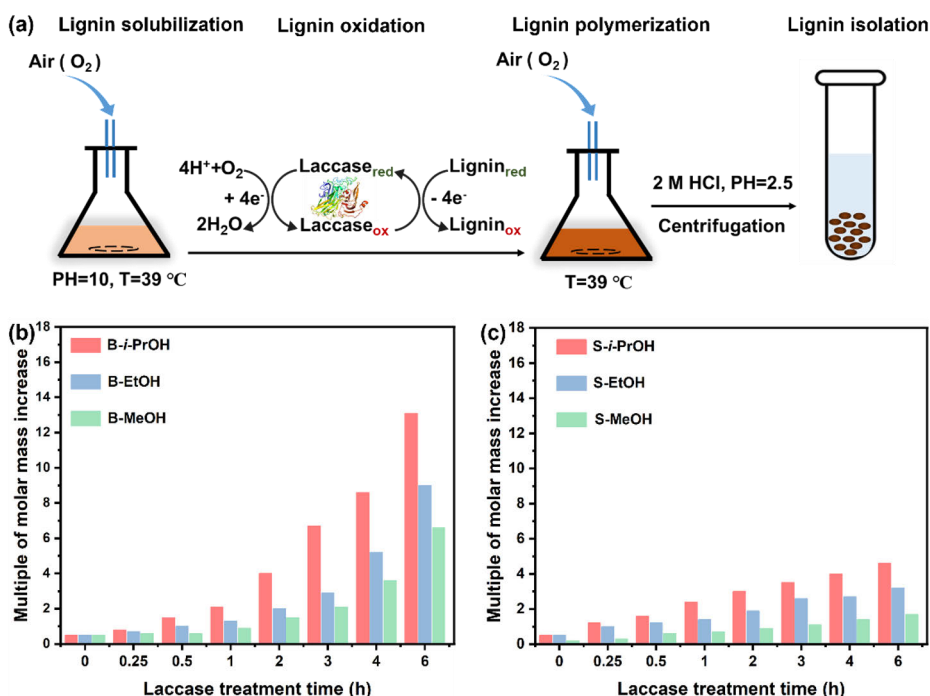 (a) Lignin solubilization Lignin oxidation Lignin polymerization Lignin isolation
Air ( O₂ ) Air ( O₂ )
4H⁺+O₂ Laccase_red Lignin_red
+ 4e⁻ - 4e⁻
2H₂O Laccase_ox Lignin_ox
2 M HCl, PH=2.5
Centrifugation
PH=10, T=39 ℃ T=39 ℃
(b)
Multiple of molar mass increase
18
16
14
12
10
8
6
4
2
0
B-i-PrOH
B-EtOH
B-MeOH
0 0.25 0.5 1 2 3 4 6
Laccase treatment time (h)
(c)
Multiple of molar mass increase
18
16
14
12
10
8
6
4
2
0
S-i-PrOH
S-EtOH
S-MeOH
0 0.25 0.5 1 2 3 4 6
Laccase treatment time (h)